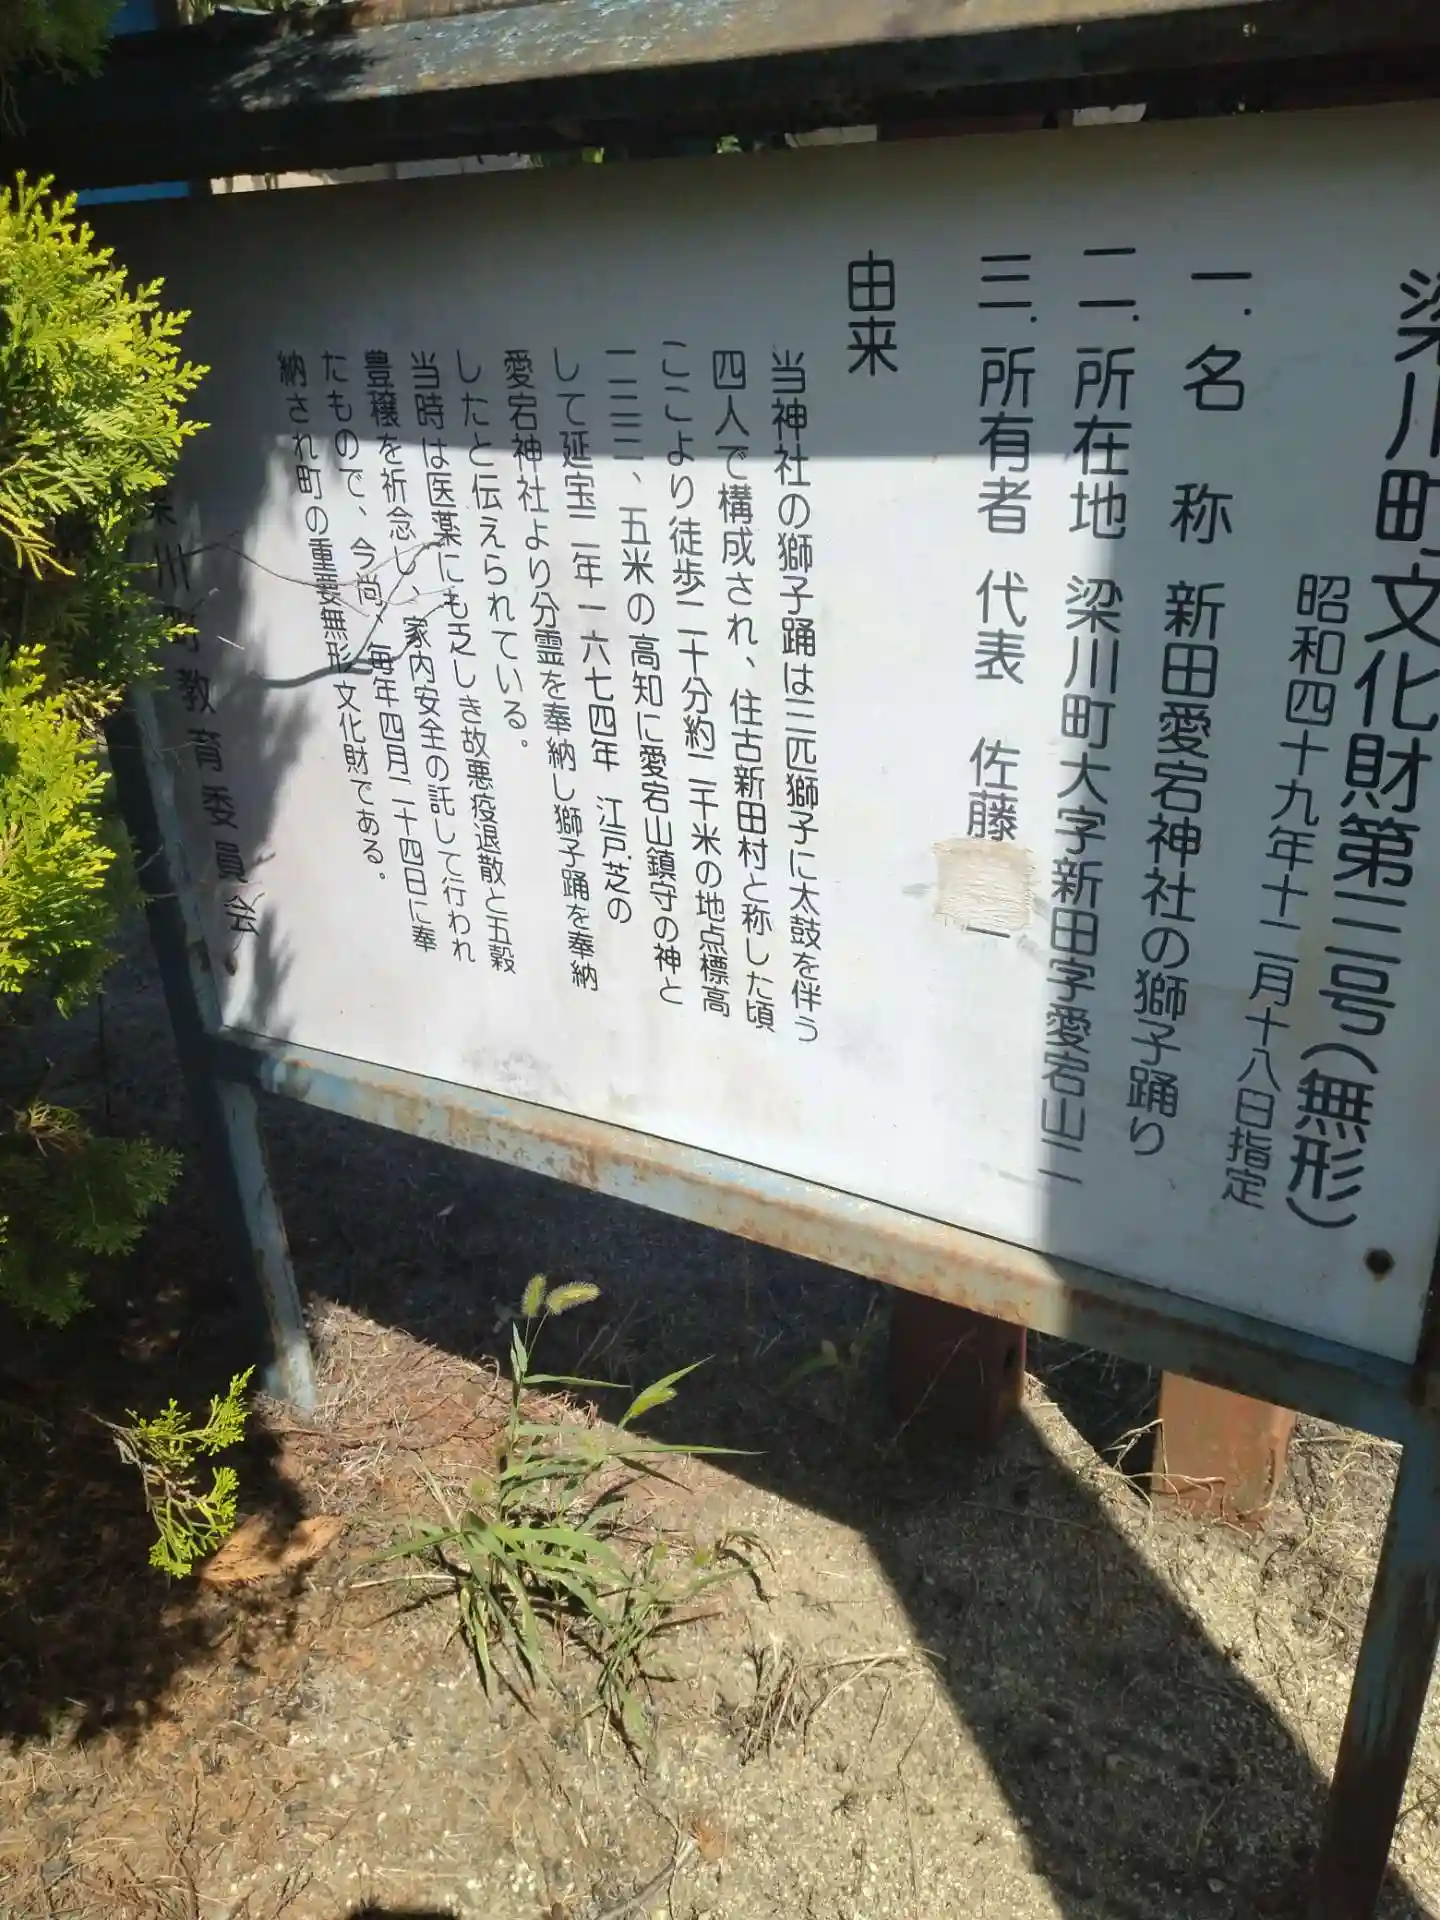 梁川町文化財第三号(無形)
昭和四十九年十二月十八日指定
一. 名 称 新田愛宕神社の獅子踊り
二. 所在地 梁川町大字新田字愛宕山二
三. 所有者 代表 佐藤 一
由来
当神社の獅子踊は三匹獅子に太鼓を伴う
四人で構成され、住古新田村と称した頃
ここより徒歩二十分約二千米の地点標高
一三三、五米の高知に愛宕山鎮守の神と
して延宝二年 一六七四年 江戸芝の
愛宕神社より分霊を奉納し獅子踊を奉納
したと伝えられている。
当時は医薬にも乏しき故悪疫退散と五穀
豊穣を祈念し、家内安全の託して行われ
たもので、今尚、毎年四月二十四日に奉
納され町の重要無形文化財である。
梁川町教育委員会